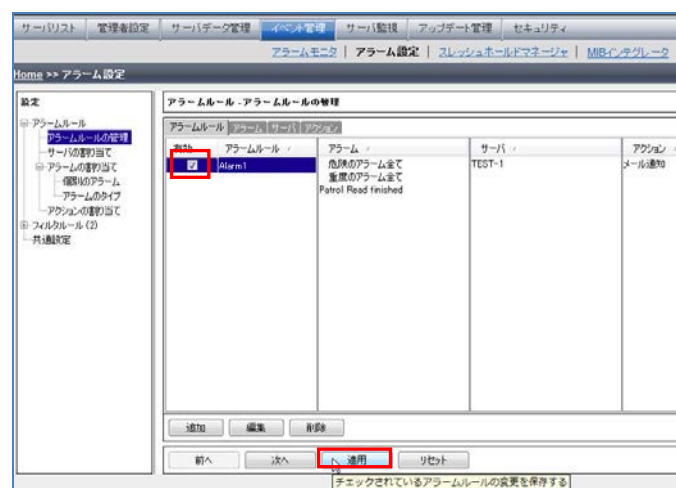 サーバリスト 管理者設定 サーバデータ管理 イベント管理 サーバ監視 アップデート管理 セキュリティ
アラームモニタ | アラーム設定 | スレッショホールドマネージャ | MIBインテグレータ
Home >> アラーム設定
設定
アラームルール
アラームルールの管理
サーバの割り当て
アラームの割り当て
個別のアラーム
アラームのタイプ
アクションの割り当て
フィルタルール (2)
共通設定
アラームルール - アラームルールの管理
アラームルール アラーム サーバ アクション
有効 アラームルール / アラーム / サーバ / アクション /
Alarm1 危険のアラーム全て TEST-1 メール通知
重度のアラーム全て
Patrol Read finished
追加 編集 削除
前へ 次へ 適用 リセット
チェックされているアラームルールの変更を保存する